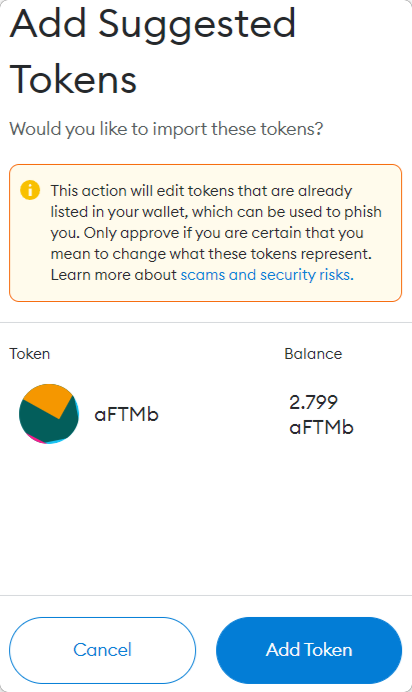 Add Suggested
Tokens
Would you like to import these tokens?
This action will edit tokens that are already
listed in your wallet, which can be used to phish
you. Only approve if you are certain that you
mean to change what these tokens represent.
Learn more about scams and security risks.
Token Balance
aFTMb 2.799
aFTMb
Cancel Add Token